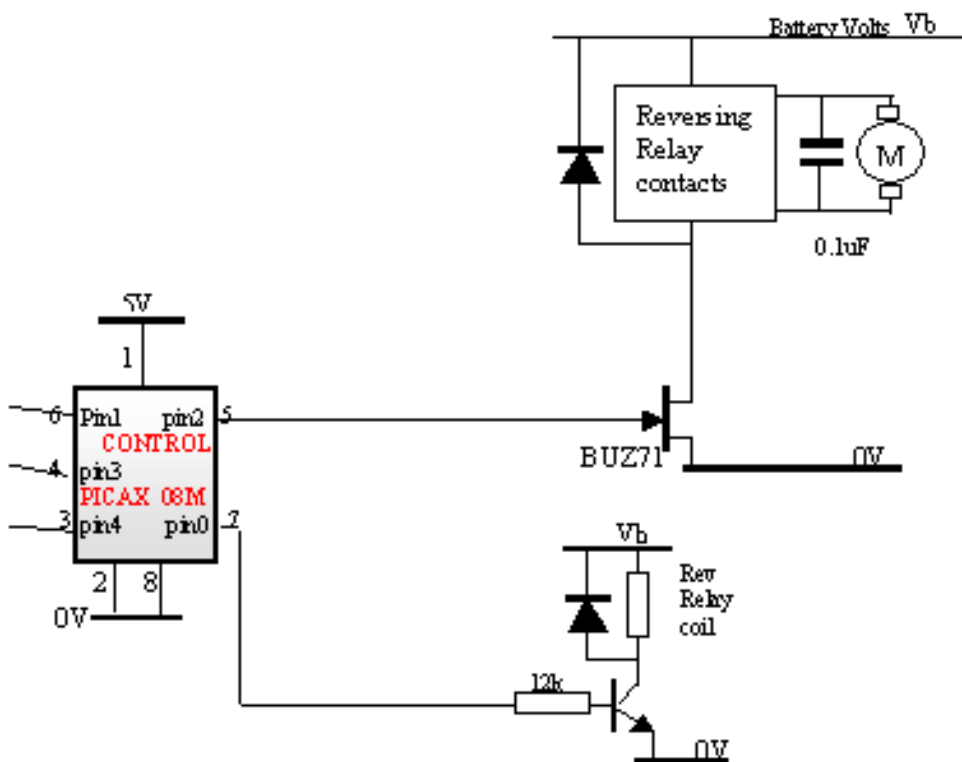 Battery Volts Vb
Reversing
Relay
contacts
M
0.1uF
5V
1
6 Pin1 pin2 5
CONTROL
4 pin3
PICAX 08M
3 pin4 pin0 7
2 8
0V
BUZ71
0V
Vb
Rev
Relay
coil
12k
0V